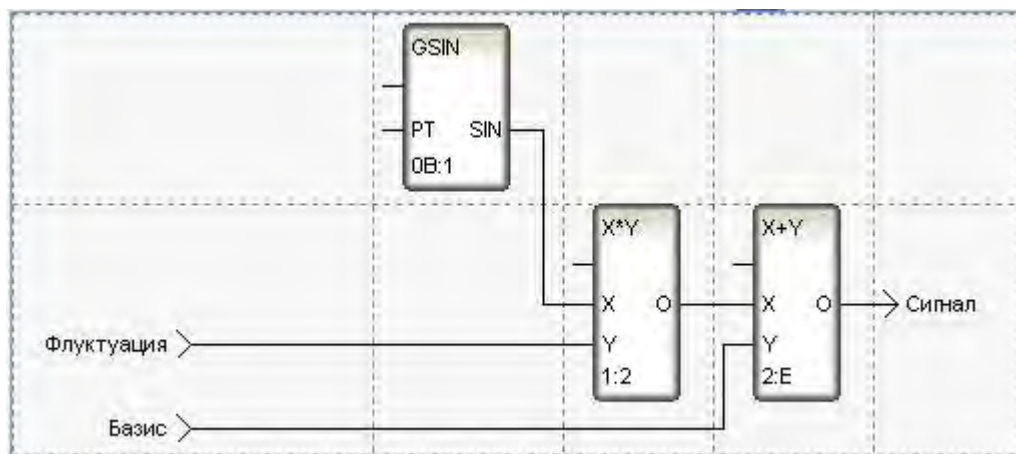 GSIN
PT SIN
0B:1
X*Y
X O
Y
1:2
X+Y
X O
Y
2:E
Сигнал
Флуктуация
Базис